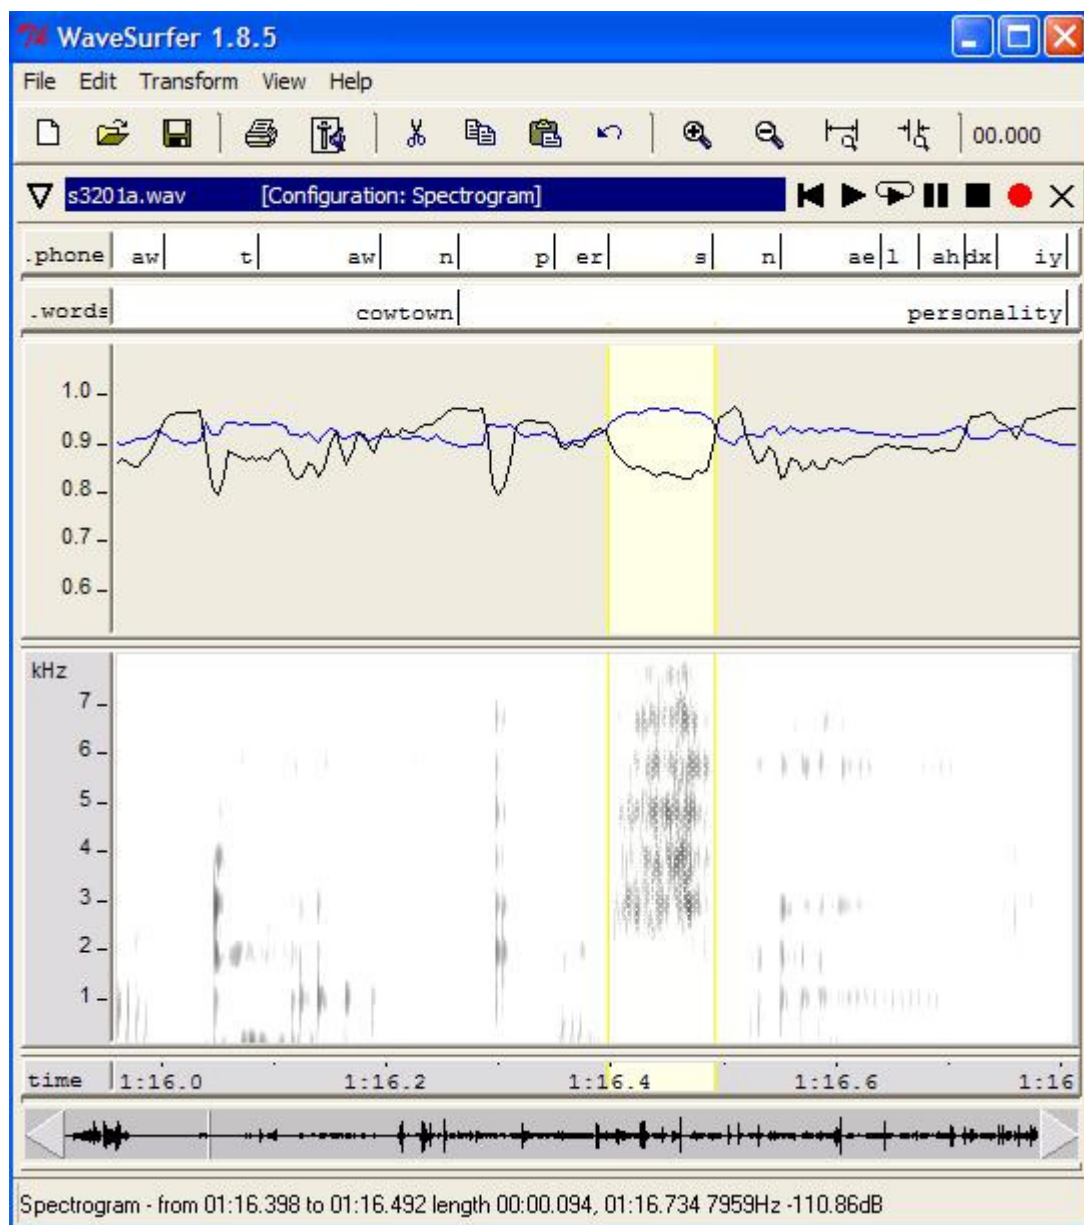 WaveSurfer 1.8.5
File Edit Transform View Help
00.000
s3201a.wav [Configuration: Spectrogram]
.phone aw t aw n p er s n ae l ah dx iy
.words cowtown personality
1.0
0.9
0.8
0.7
0.6
kHz
7
6
5
4
3
2
1
time 1:16.0 1:16.2 1:16.4 1:16.6 1:16
Spectrogram - from 01:16.398 to 01:16.492 length 00:00.094, 01:16.734 7959Hz -110.86dB